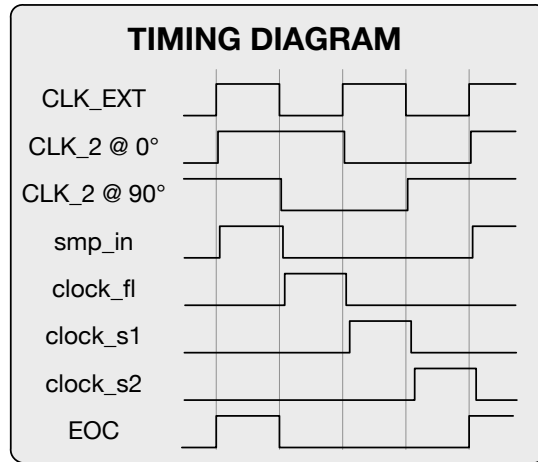 TIMING DIAGRAM
CLK_EXT
CLK_2 @ 0°
CLK_2 @ 90°
smp_in
clock_fl
clock_s1
clock_s2
EOC